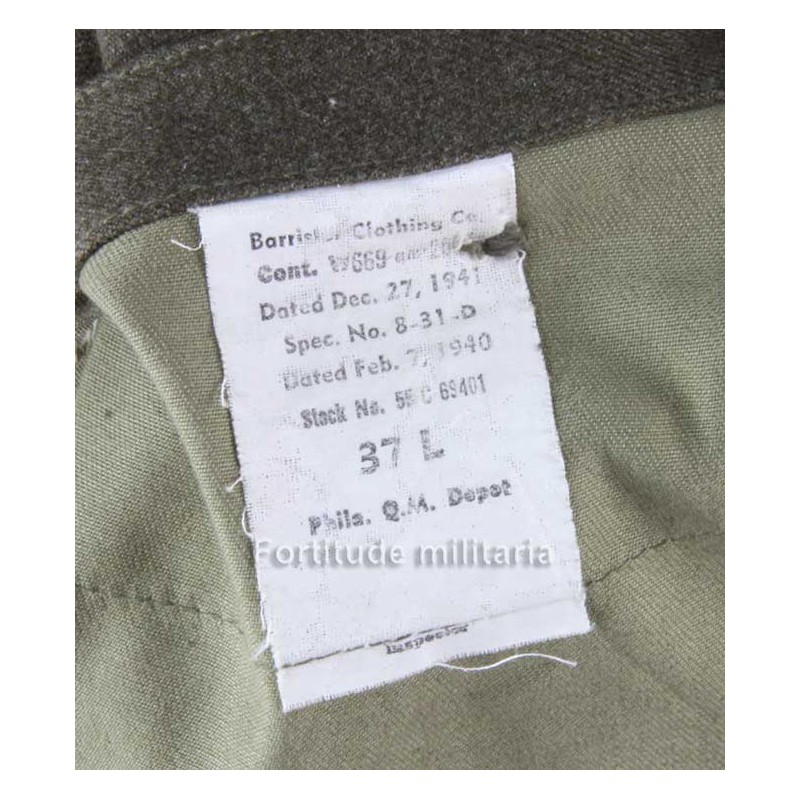 Barrister Clothing Co.
Cont. W669
Dated Dec. 27, 1941
Spec. No. 8-31-D
Dated Feb. 7, 1940
Stock No. 55 C 69401
37 L
Phila. Q.M. Depot
Fortitude militaria
Inspector